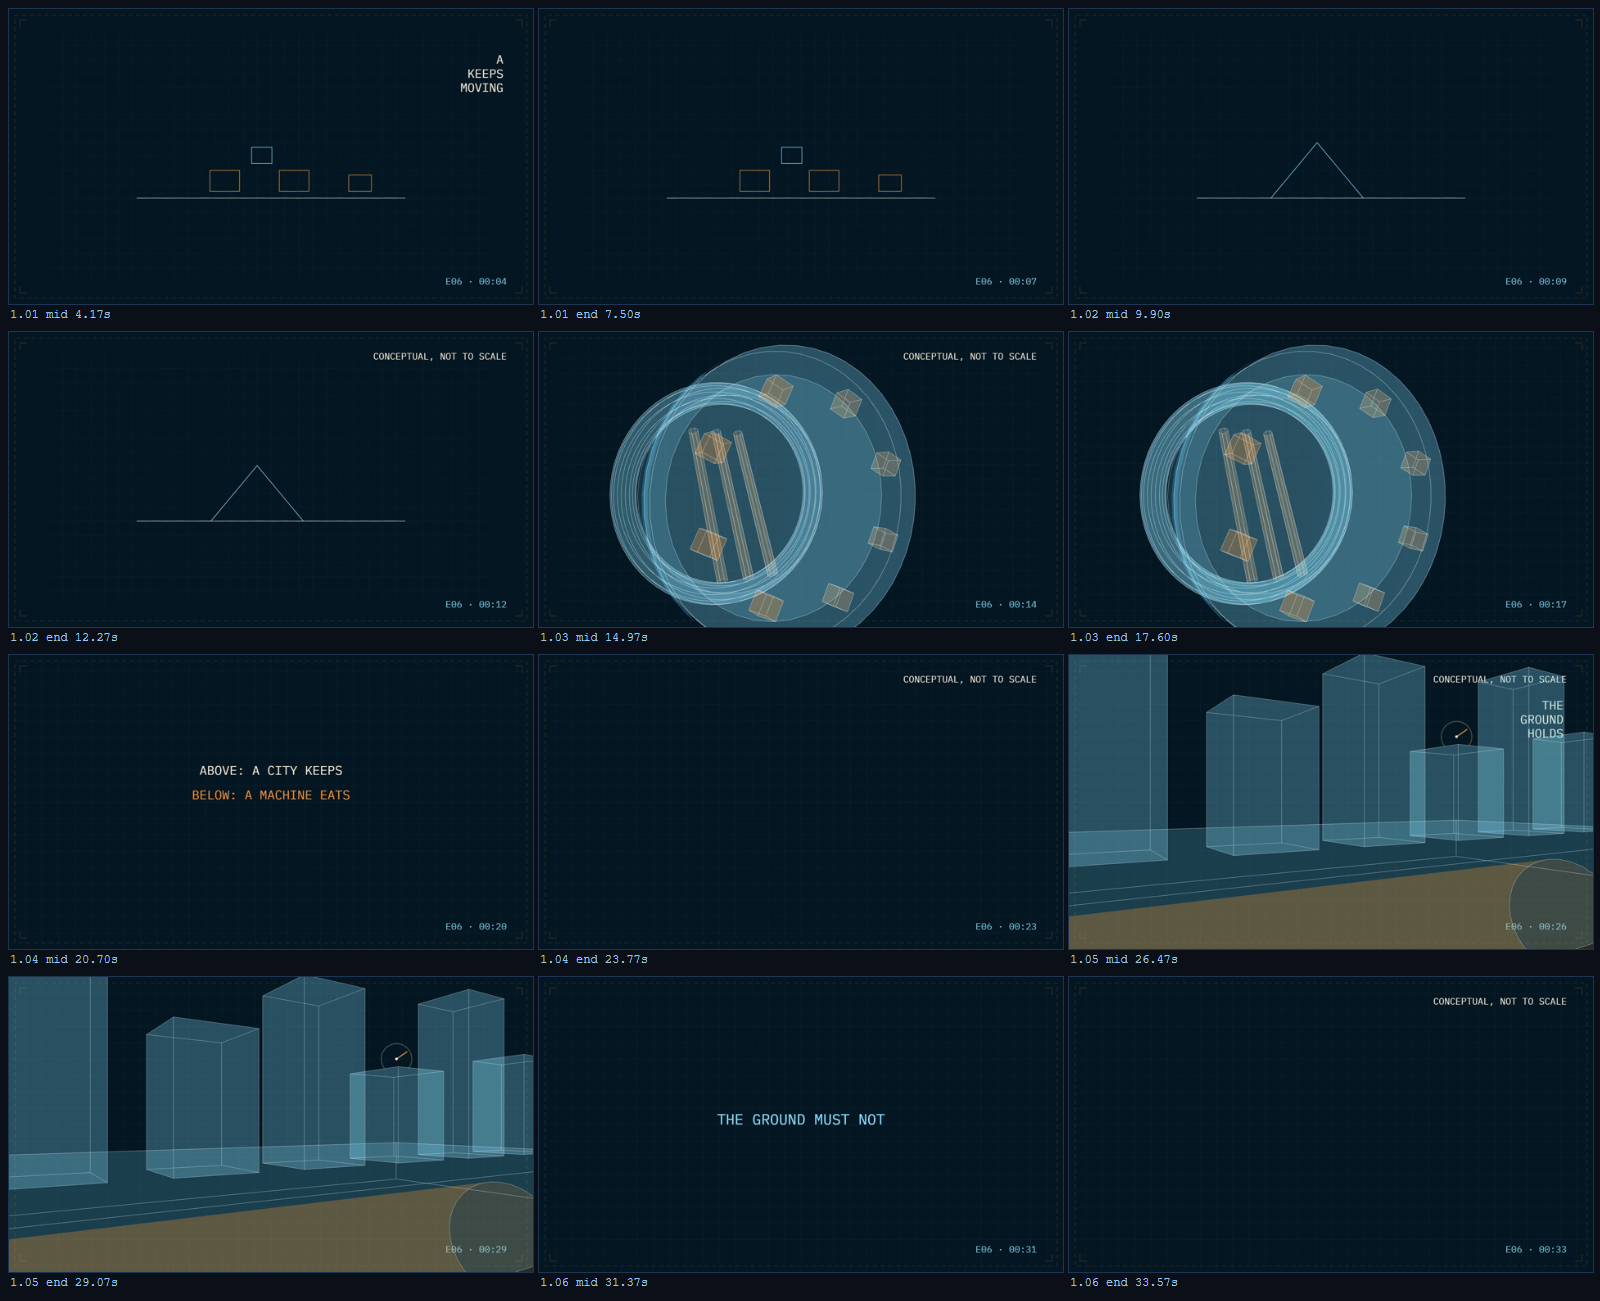 A
KEEPS
MOVING
E06 · 00:04
1.01 mid 4.17s
E06 · 00:07
1.01 end 7.50s
E06 · 00:09
1.02 mid 9.90s
CONCEPTUAL, NOT TO SCALE
E06 · 00:12
1.02 end 12.27s
CONCEPTUAL, NOT TO SCALE
E06 · 00:14
1.03 mid 14.97s
E06 · 00:17
1.03 end 17.60s
ABOVE: A CITY KEEPS
BELOW: A MACHINE EATS
E06 · 00:20
1.04 mid 20.70s
CONCEPTUAL, NOT TO SCALE
E06 · 00:23
1.04 end 23.77s
CONCEPTUAL, NOT TO SCALE
THE
GROUND
HOLDS
E06 · 00:26
1.05 mid 26.47s
E06 · 00:29
1.05 end 29.07s
THE GROUND MUST NOT
E06 · 00:31
1.06 mid 31.37s
CONCEPTUAL, NOT TO SCALE
E06 · 00:33
1.06 end 33.57s